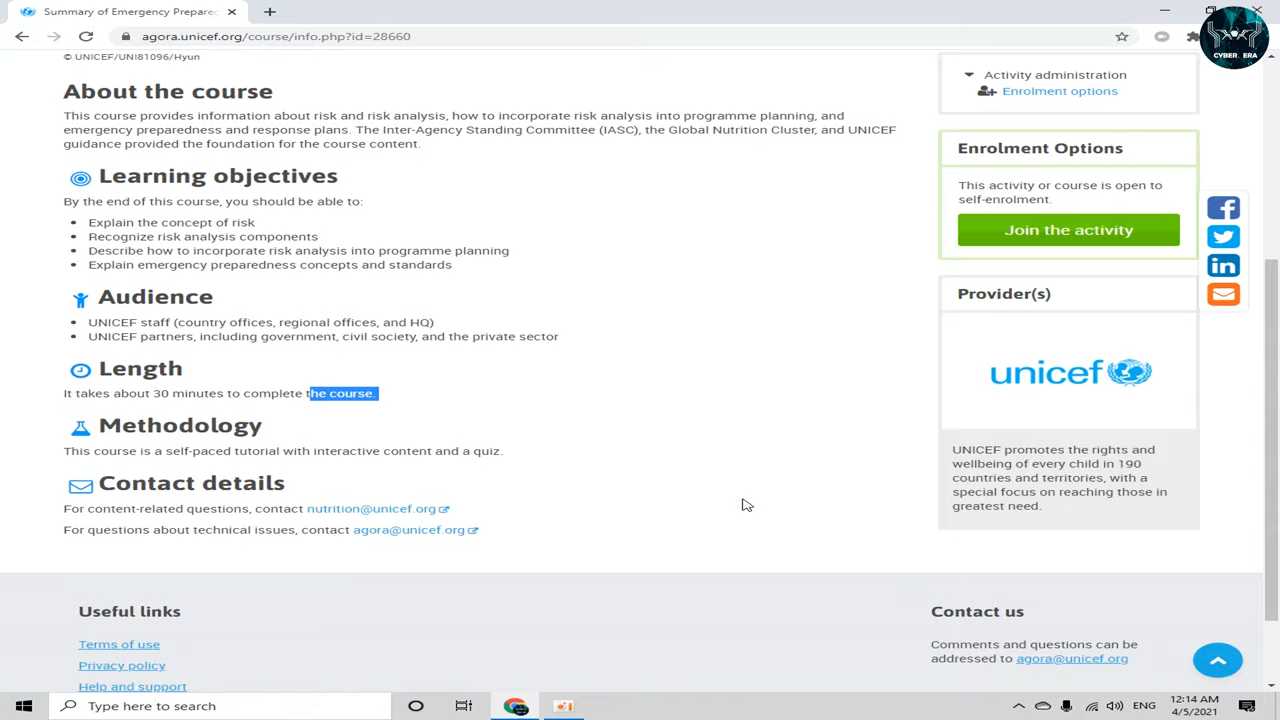 Summary of Emergency Prepared
agora.unicef.org/course/info.php?id=28660
CYBER. ERA
© UNICEF/UNI81096/Hyun
Activity administration
Enrolment options
About the course
This course provides information about risk and risk analysis, how to incorporate risk analysis into programme planning, and
emergency preparedness and response plans. The Inter-Agency Standing Committee (IASC), the Global Nutrition Cluster, and UNICEF
guidance provided the foundation for the course content.
Learning objectives
By the end of this course, you should be able to:
• Explain the concept of risk
• Recognize risk analysis components
• Describe how to incorporate risk analysis into programme planning
• Explain emergency preparedness concepts and standards
Audience
• UNICEF staff (country offices, regional offices, and HQ)
• UNICEF partners, including government, civil society, and the private sector
Length
It takes about 30 minutes to complete the course.
Methodology
This course is a self-paced tutorial with interactive content and a quiz.
Contact details
For content-related questions, contact nutrition@unicef.org
For questions about technical issues, contact agora@unicef.org
Enrolment Options
This activity or course is open to
self-enrolment.
Join the activity
Provider(s)
unicef
UNICEF promotes the rights and
wellbeing of every child in 190
countries and territories, with a
special focus on reaching those in
greatest need.
Useful links
Terms of use
Privacy policy
Help and support
Contact us
Comments and questions can be
addressed to agora@unicef.org
Type here to search
ENG
12:14 AM
4/5/2021